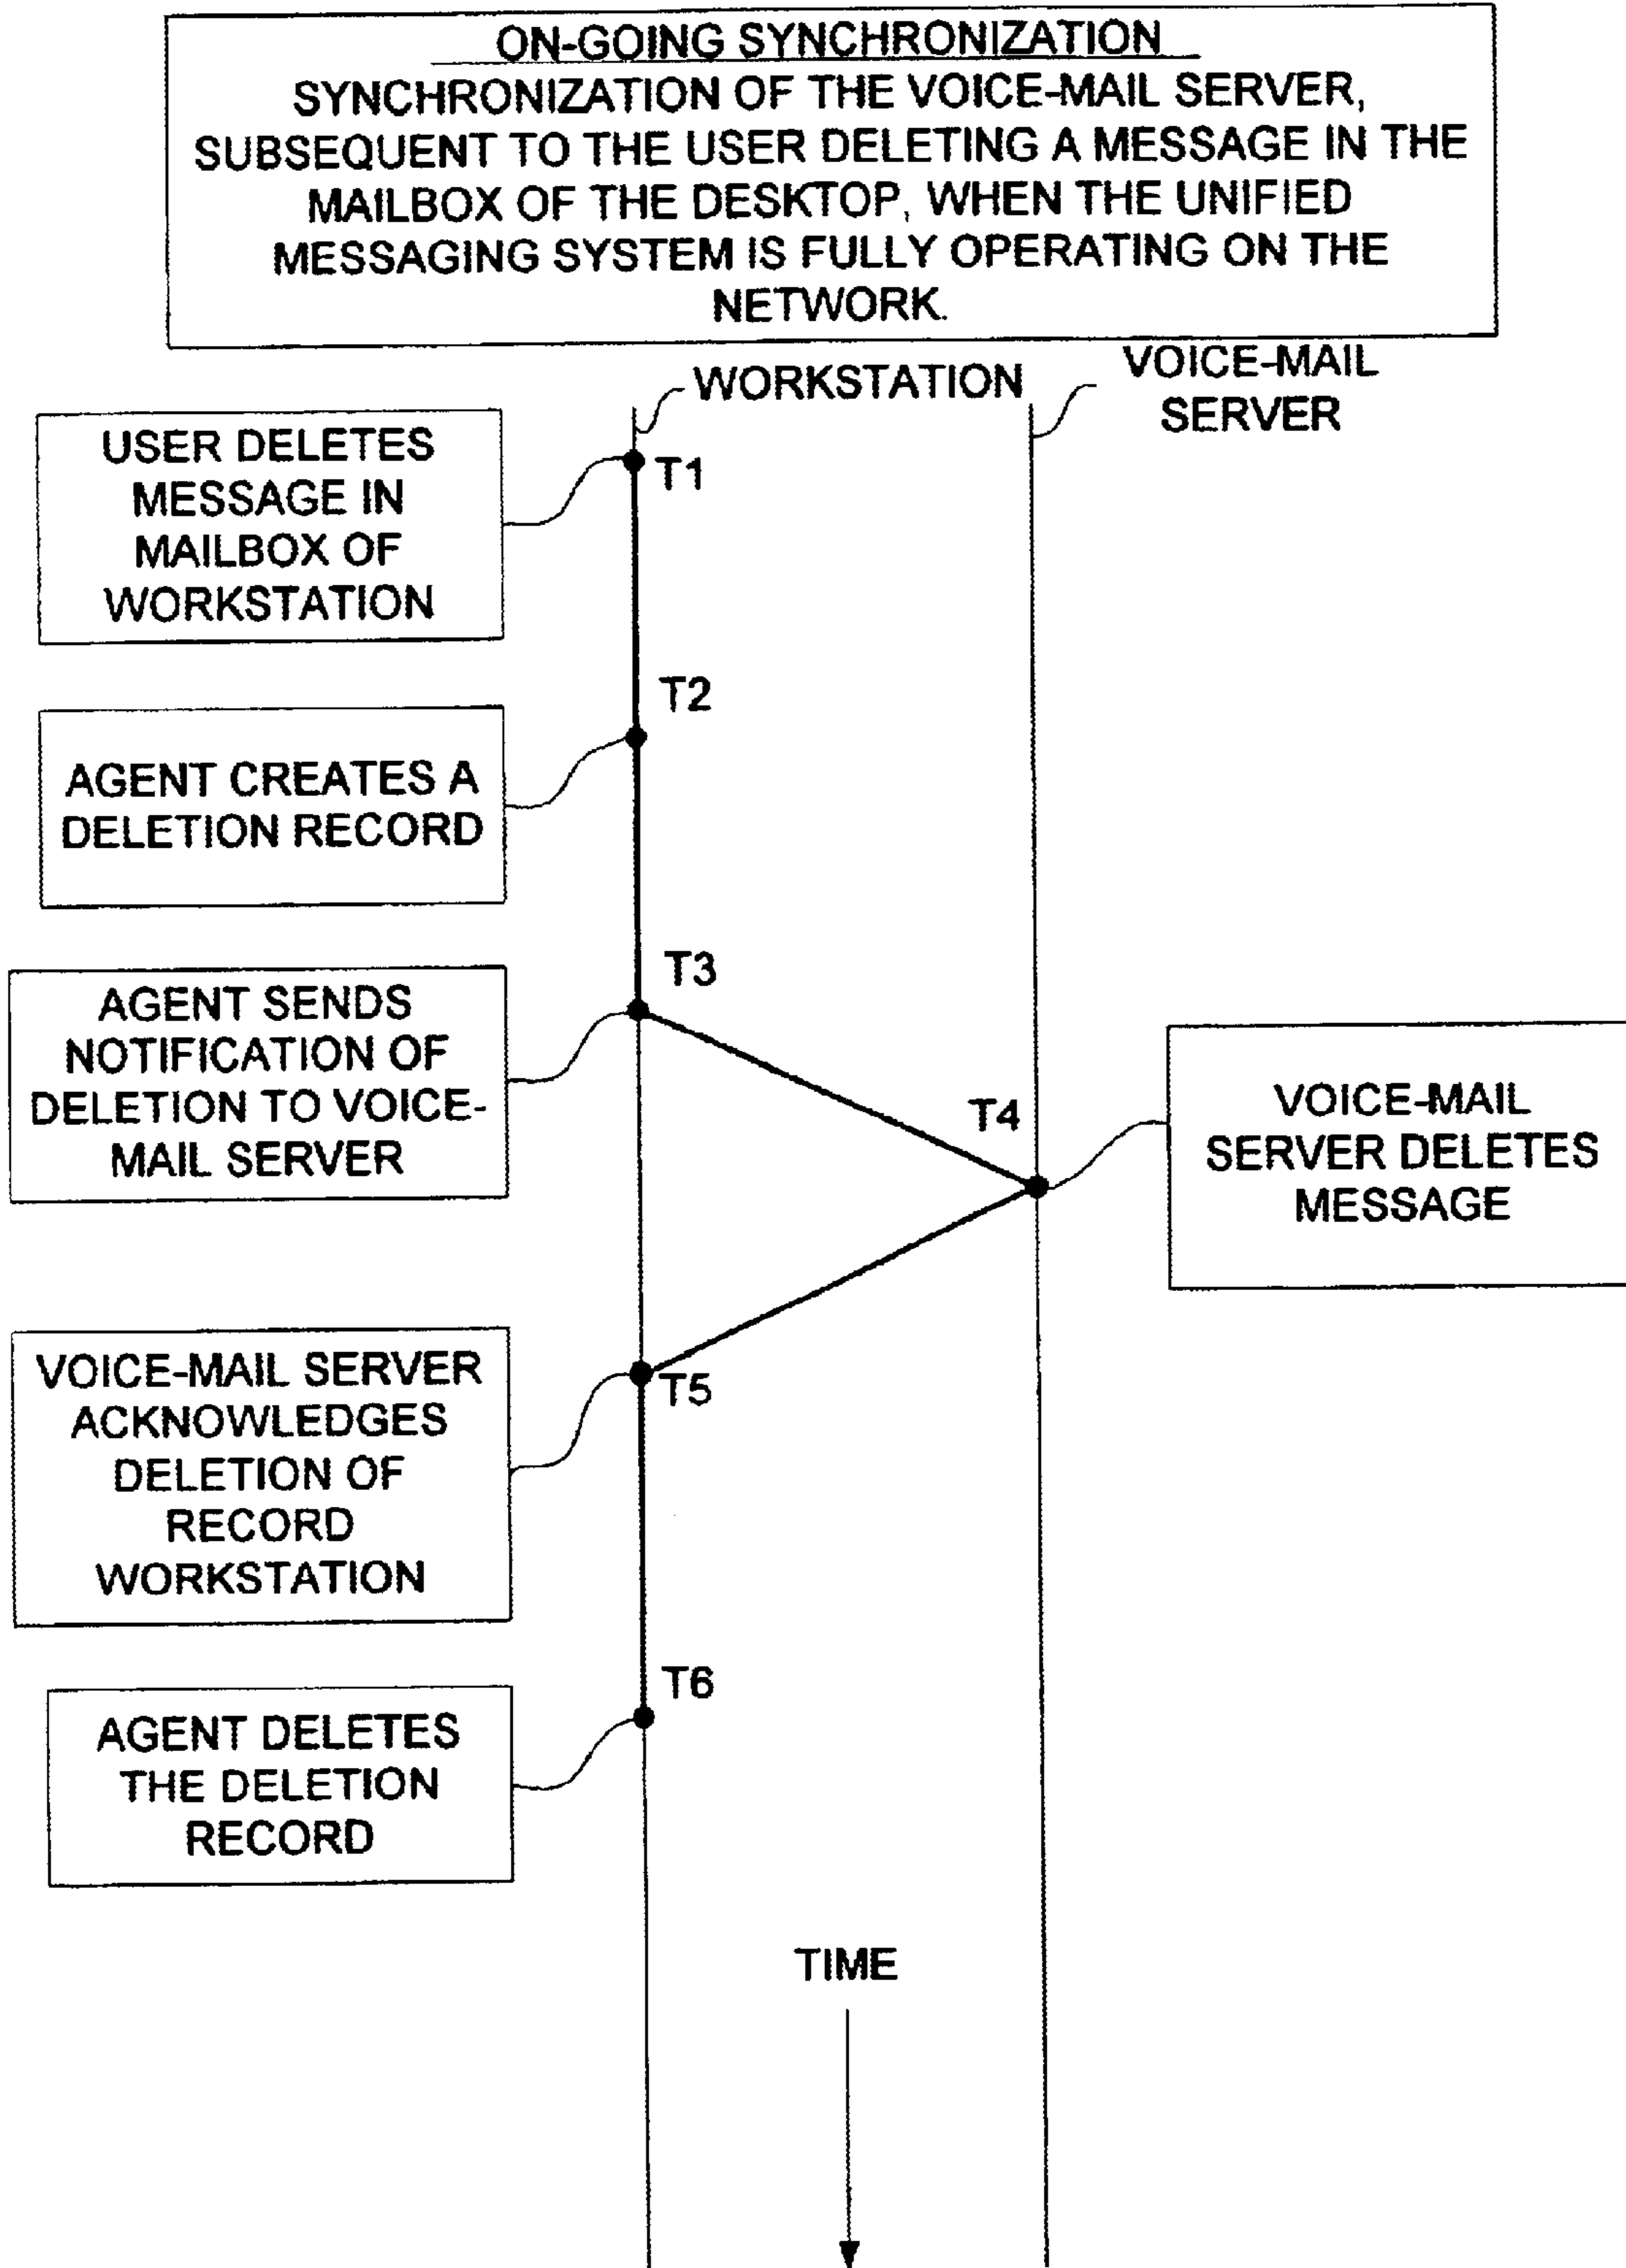 ON-GOING SYNCHRONIZATION
SYNCHRONIZATION OF THE VOICE-MAIL SERVER,
SUBSEQUENT TO THE USER DELETING A MESSAGE IN THE
MAILBOX OF THE DESKTOP, WHEN THE UNIFIED
MESSAGING SYSTEM IS FULLY OPERATING ON THE
NETWORK.
WORKSTATION
VOICE-MAIL
SERVER
USER DELETES
MESSAGE IN
MAILBOX OF
WORKSTATION
T1
T2
AGENT CREATES A
DELETION RECORD
T3
AGENT SENDS
NOTIFICATION OF
DELETION TO VOICE-
MAIL SERVER
T4
VOICE-MAIL
SERVER DELETES
MESSAGE
VOICE-MAIL SERVER
ACKNOWLEDGES
DELETION OF
RECORD
WORKSTATION
T5
T6
AGENT DELETES
THE DELETION
RECORD
TIME